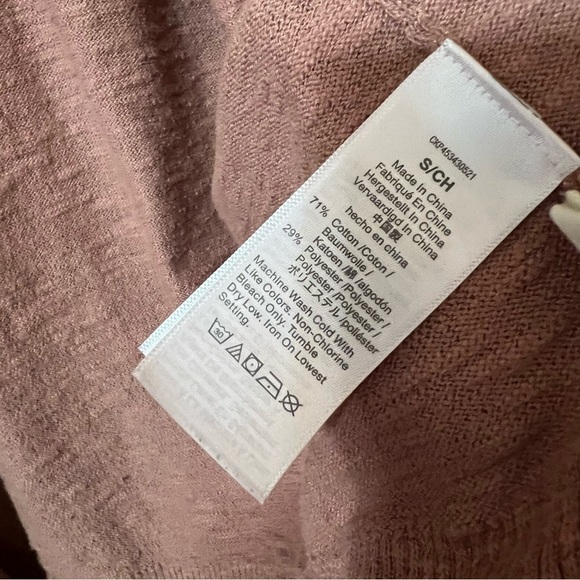 CKP453430521
S/CH
Made In China
Fabriqué En Chine
Hergestellt In China
Vervaardigd In China
中国製
hecho en china
71% Cotton /Coton/
Baumwolle /
Katoen /綿 /algodón
29% Polyester /Polyester/
Polyester /Polyester /
ポリエステル /poliéster
Machine Wash Cold With
Like Colors. Non-Chlorine
Bleach Only. Tumble
Dry Low. Iron On Lowest
Setting.
30